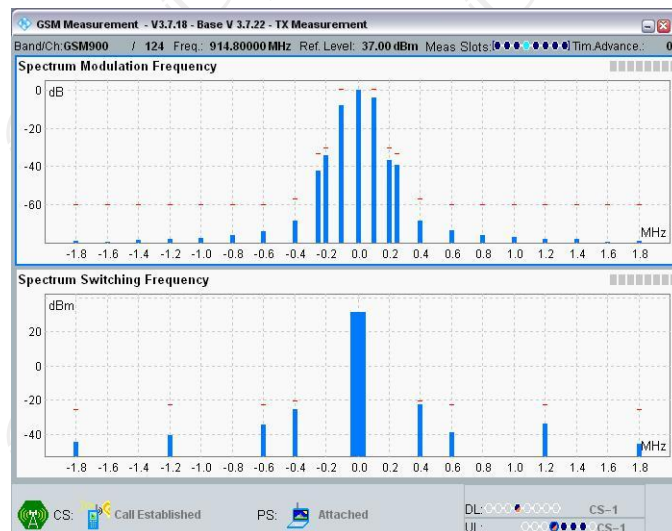 GSM Measurement - V3.7.18 - Base V 3.7.22 - TX Measurement
Band/Ch:GSM900 / 124 Freq.: 914.80000 MHz Ref. Level: 37.00 dBm Meas Slots: Tim.Advance.: 0
Spectrum Modulation Frequency
dB
0
-20
-40
-60
MHz
-1.8 -1.6 -1.4 -1.2 -1.0 -0.8 -0.6 -0.4 -0.2 0.0 0.2 0.4 0.6 0.8 1.0 1.2 1.4 1.6 1.8
Spectrum Switching Frequency
dBm
20
0
-20
-40
MHz
-1.8 -1.6 -1.4 -1.2 -1.0 -0.8 -0.6 -0.4 -0.2 0.0 0.2 0.4 0.6 0.8 1.0 1.2 1.4 1.6 1.8
CS: Call Established PS: Attached DL: CS-1
UL: CS-1